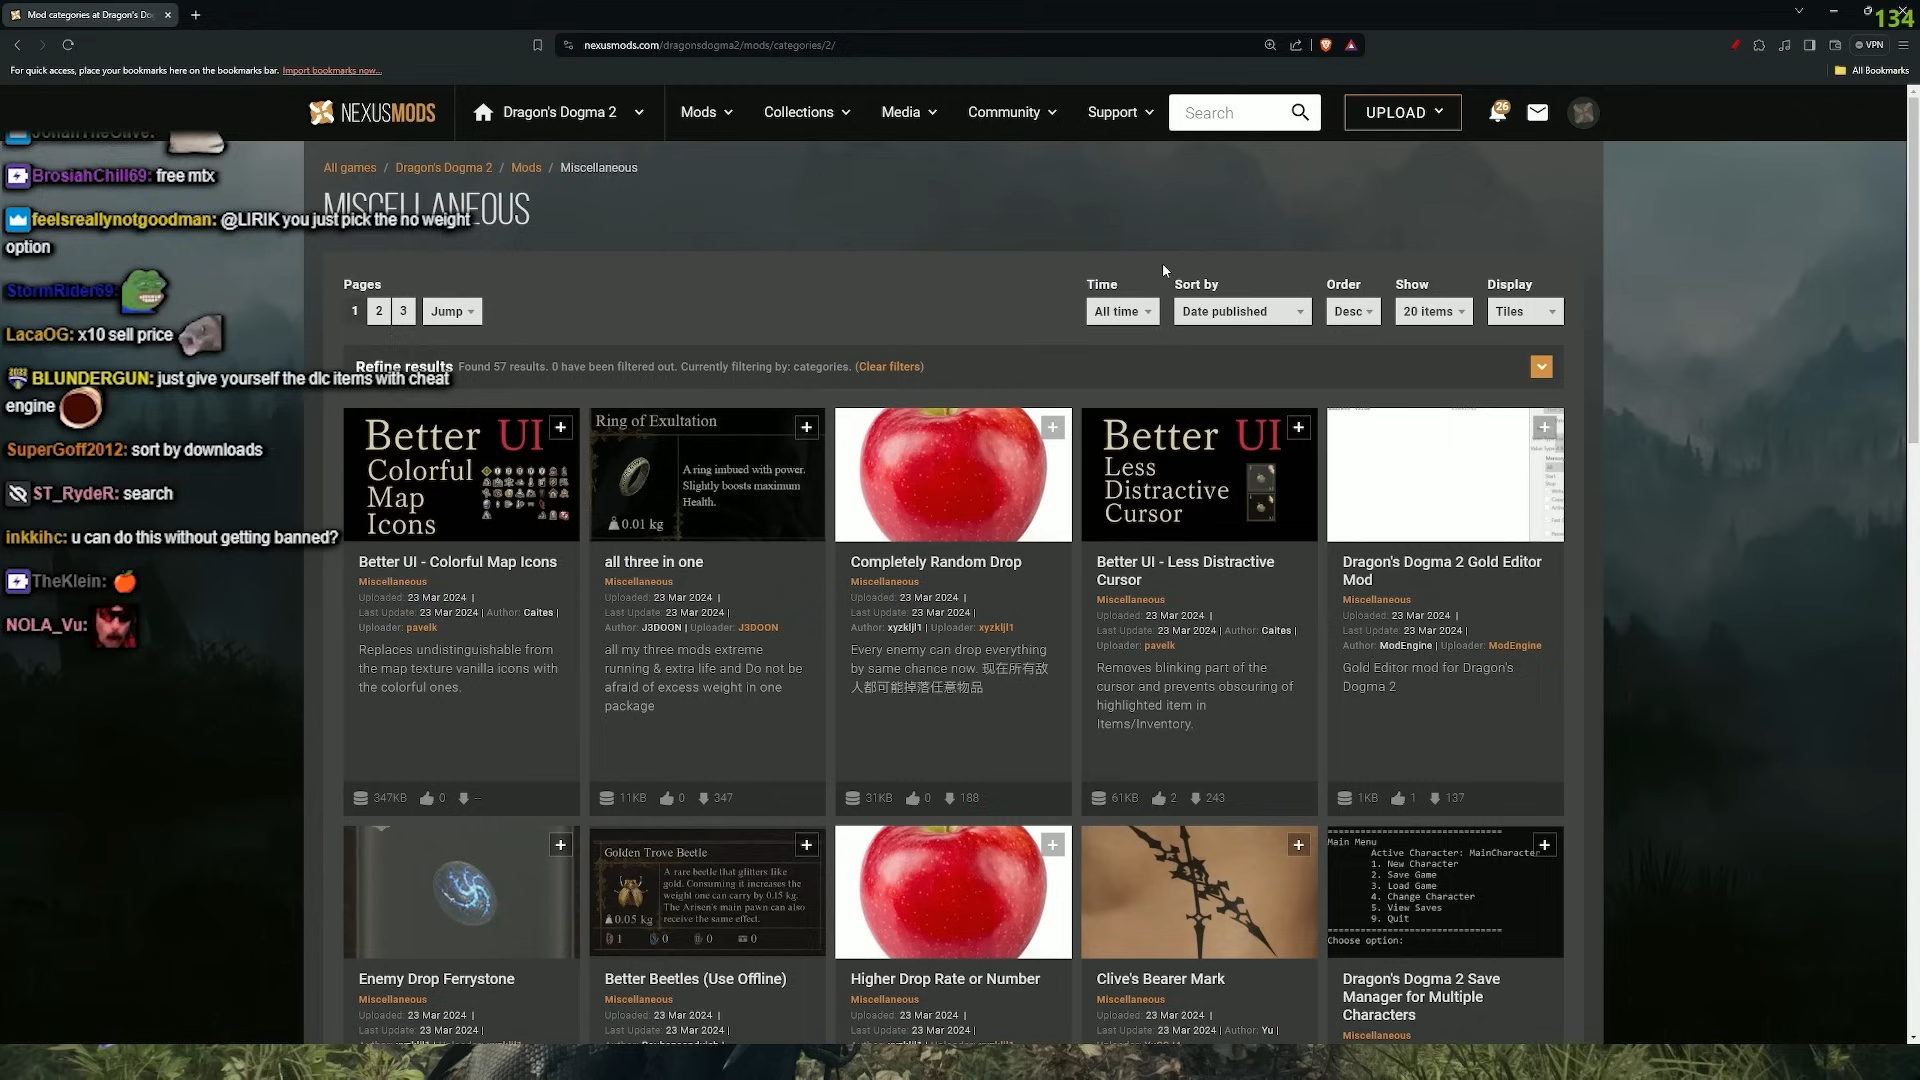 Mod categories at Dragon's Do
134
nexusmods.com/dragonsdogma2/mods/categories/2/
VPN
For quick access, place your bookmarks here on the bookmarks bar. Import bookmarks now...
All Bookmarks
NEXUSMODS
Dragon's Dogma 2
Mods
Collections
Media
Community
Support
Search
UPLOAD
26
JonahTheOlive:
BrosiahChill69: free mtx
feelsreallynotgoodman: @LIRIK you just pick the no weight
option
StormRider69:
LacaOG: x10 sell price
BLUNDERGUN: just give yourself the dlc items with cheat
engine
SuperGoff2012: sort by downloads
ST_RydeR: search
inkkihc: u can do this without getting banned?
TheKlein:
NOLA_Vu:
All games / Dragon's Dogma 2 / Mods / Miscellaneous
MISCELLANEOUS
Pages
1 2 3 Jump
Time
All time
Sort by
Date published
Order
Desc
Show
20 items
Display
Tiles
Refine results Found 57 results. 0 have been filtered out. Currently filtering by: categories. (Clear filters)
Better UI
Colorful
Map
Icons
Better UI - Colorful Map Icons
Miscellaneous
Uploaded: 23 Mar 2024 |
Last Update: 23 Mar 2024 | Author: Caites |
Uploader: pavelk
Replaces undistinguishable from
the map texture vanilla icons with
the colorful ones.
347KB 0 --
Ring of Exultation
A ring imbued with power.
Slightly boosts maximum
Health.
0.01 kg
all three in one
Miscellaneous
Uploaded: 23 Mar 2024 |
Last Update: 23 Mar 2024 |
Author: J3DOON | Uploader: J3DOON
all my three mods extreme
running & extra life and Do not be
afraid of excess weight in one
package
11KB 0 347
Completely Random Drop
Miscellaneous
Uploaded: 23 Mar 2024 |
Last Update: 23 Mar 2024 |
Author: xyzkljl1 | Uploader: xyzkljl1
Every enemy can drop everything
by same chance now. 现在所有敌
人都可能掉落任意物品
31KB 0 188
Better UI
Less
Distractive
Cursor
Better UI - Less Distractive
Cursor
Miscellaneous
Uploaded: 23 Mar 2024 |
Last Update: 23 Mar 2024 | Author: Caites |
Uploader: pavelk
Removes blinking part of the
cursor and prevents obscuring of
highlighted item in
Items/Inventory.
61KB 2 243
Dragon's Dogma 2 Gold Editor
Mod
Miscellaneous
Uploaded: 23 Mar 2024 |
Last Update: 23 Mar 2024 |
Author: ModEngine | Uploader: ModEngine
Gold Editor mod for Dragon's
Dogma 2
1KB 1 137
Enemy Drop Ferrystone
Miscellaneous
Uploaded: 23 Mar 2024 |
Last Update: 23 Mar 2024 |
Golden Trove Beetle
A rare beetle that glitters like
gold. Consuming it increases the
weight one can carry by 0.15 kg.
The Arisen's main pawn can also
receive the same effect.
0.05 kg
1 0 0 0
Better Beetles (Use Offline)
Miscellaneous
Uploaded: 23 Mar 2024 |
Last Update: 23 Mar 2024 |
Higher Drop Rate or Number
Miscellaneous
Uploaded: 23 Mar 2024 |
Last Update: 23 Mar 2024 |
Clive's Bearer Mark
Miscellaneous
Uploaded: 23 Mar 2024 |
Last Update: 23 Mar 2024 | Author: Yu |
Main Menu
Active Character: MainCharacter
1. New Character
2. Save Game
3. Load Game
4. Change Character
5. View Saves
9. Quit
Choose option:
Dragon's Dogma 2 Save
Manager for Multiple
Characters
Miscellaneous